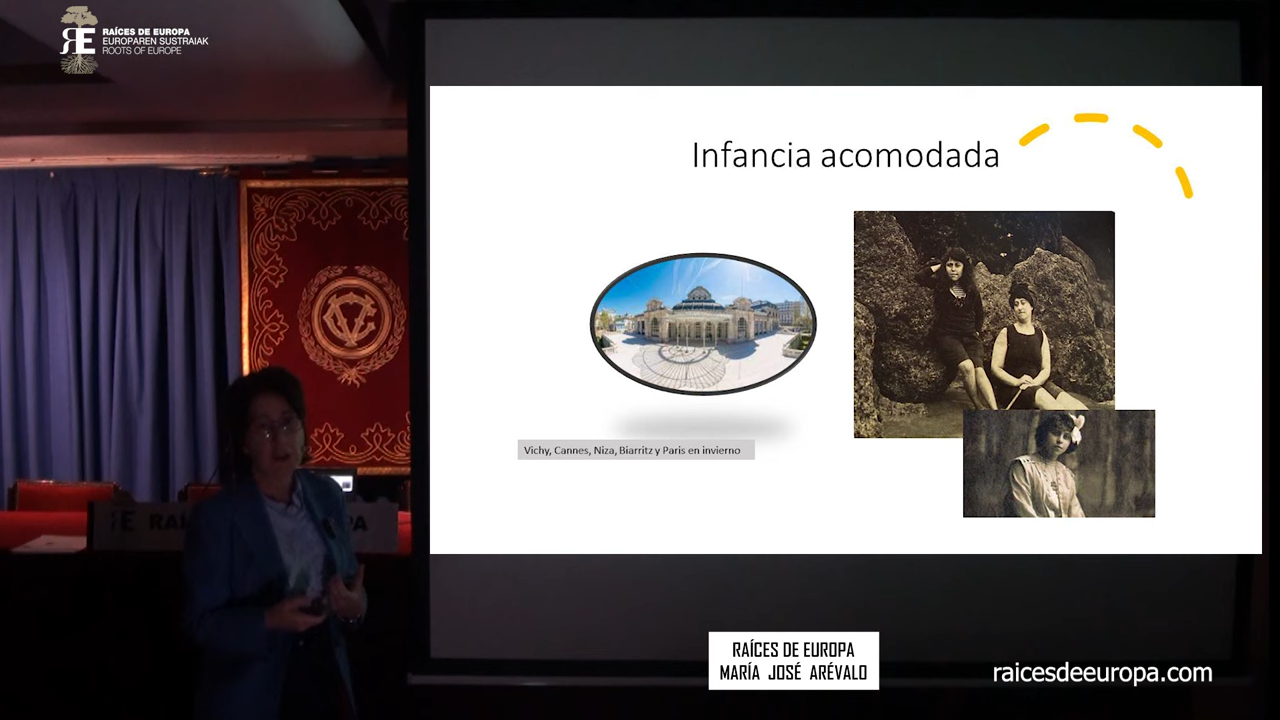 RAÍCES DE EUROPA
EUROPAREN SUSTRAIAK
ROOTS OF EUROPE
Infancia acomodada
Vichy, Cannes, Niza, Biarritz y Paris en invierno
RAÍCES DE EUROPA
MARÍA JOSÉ ARÉVALO
raicesdeeuropa.com